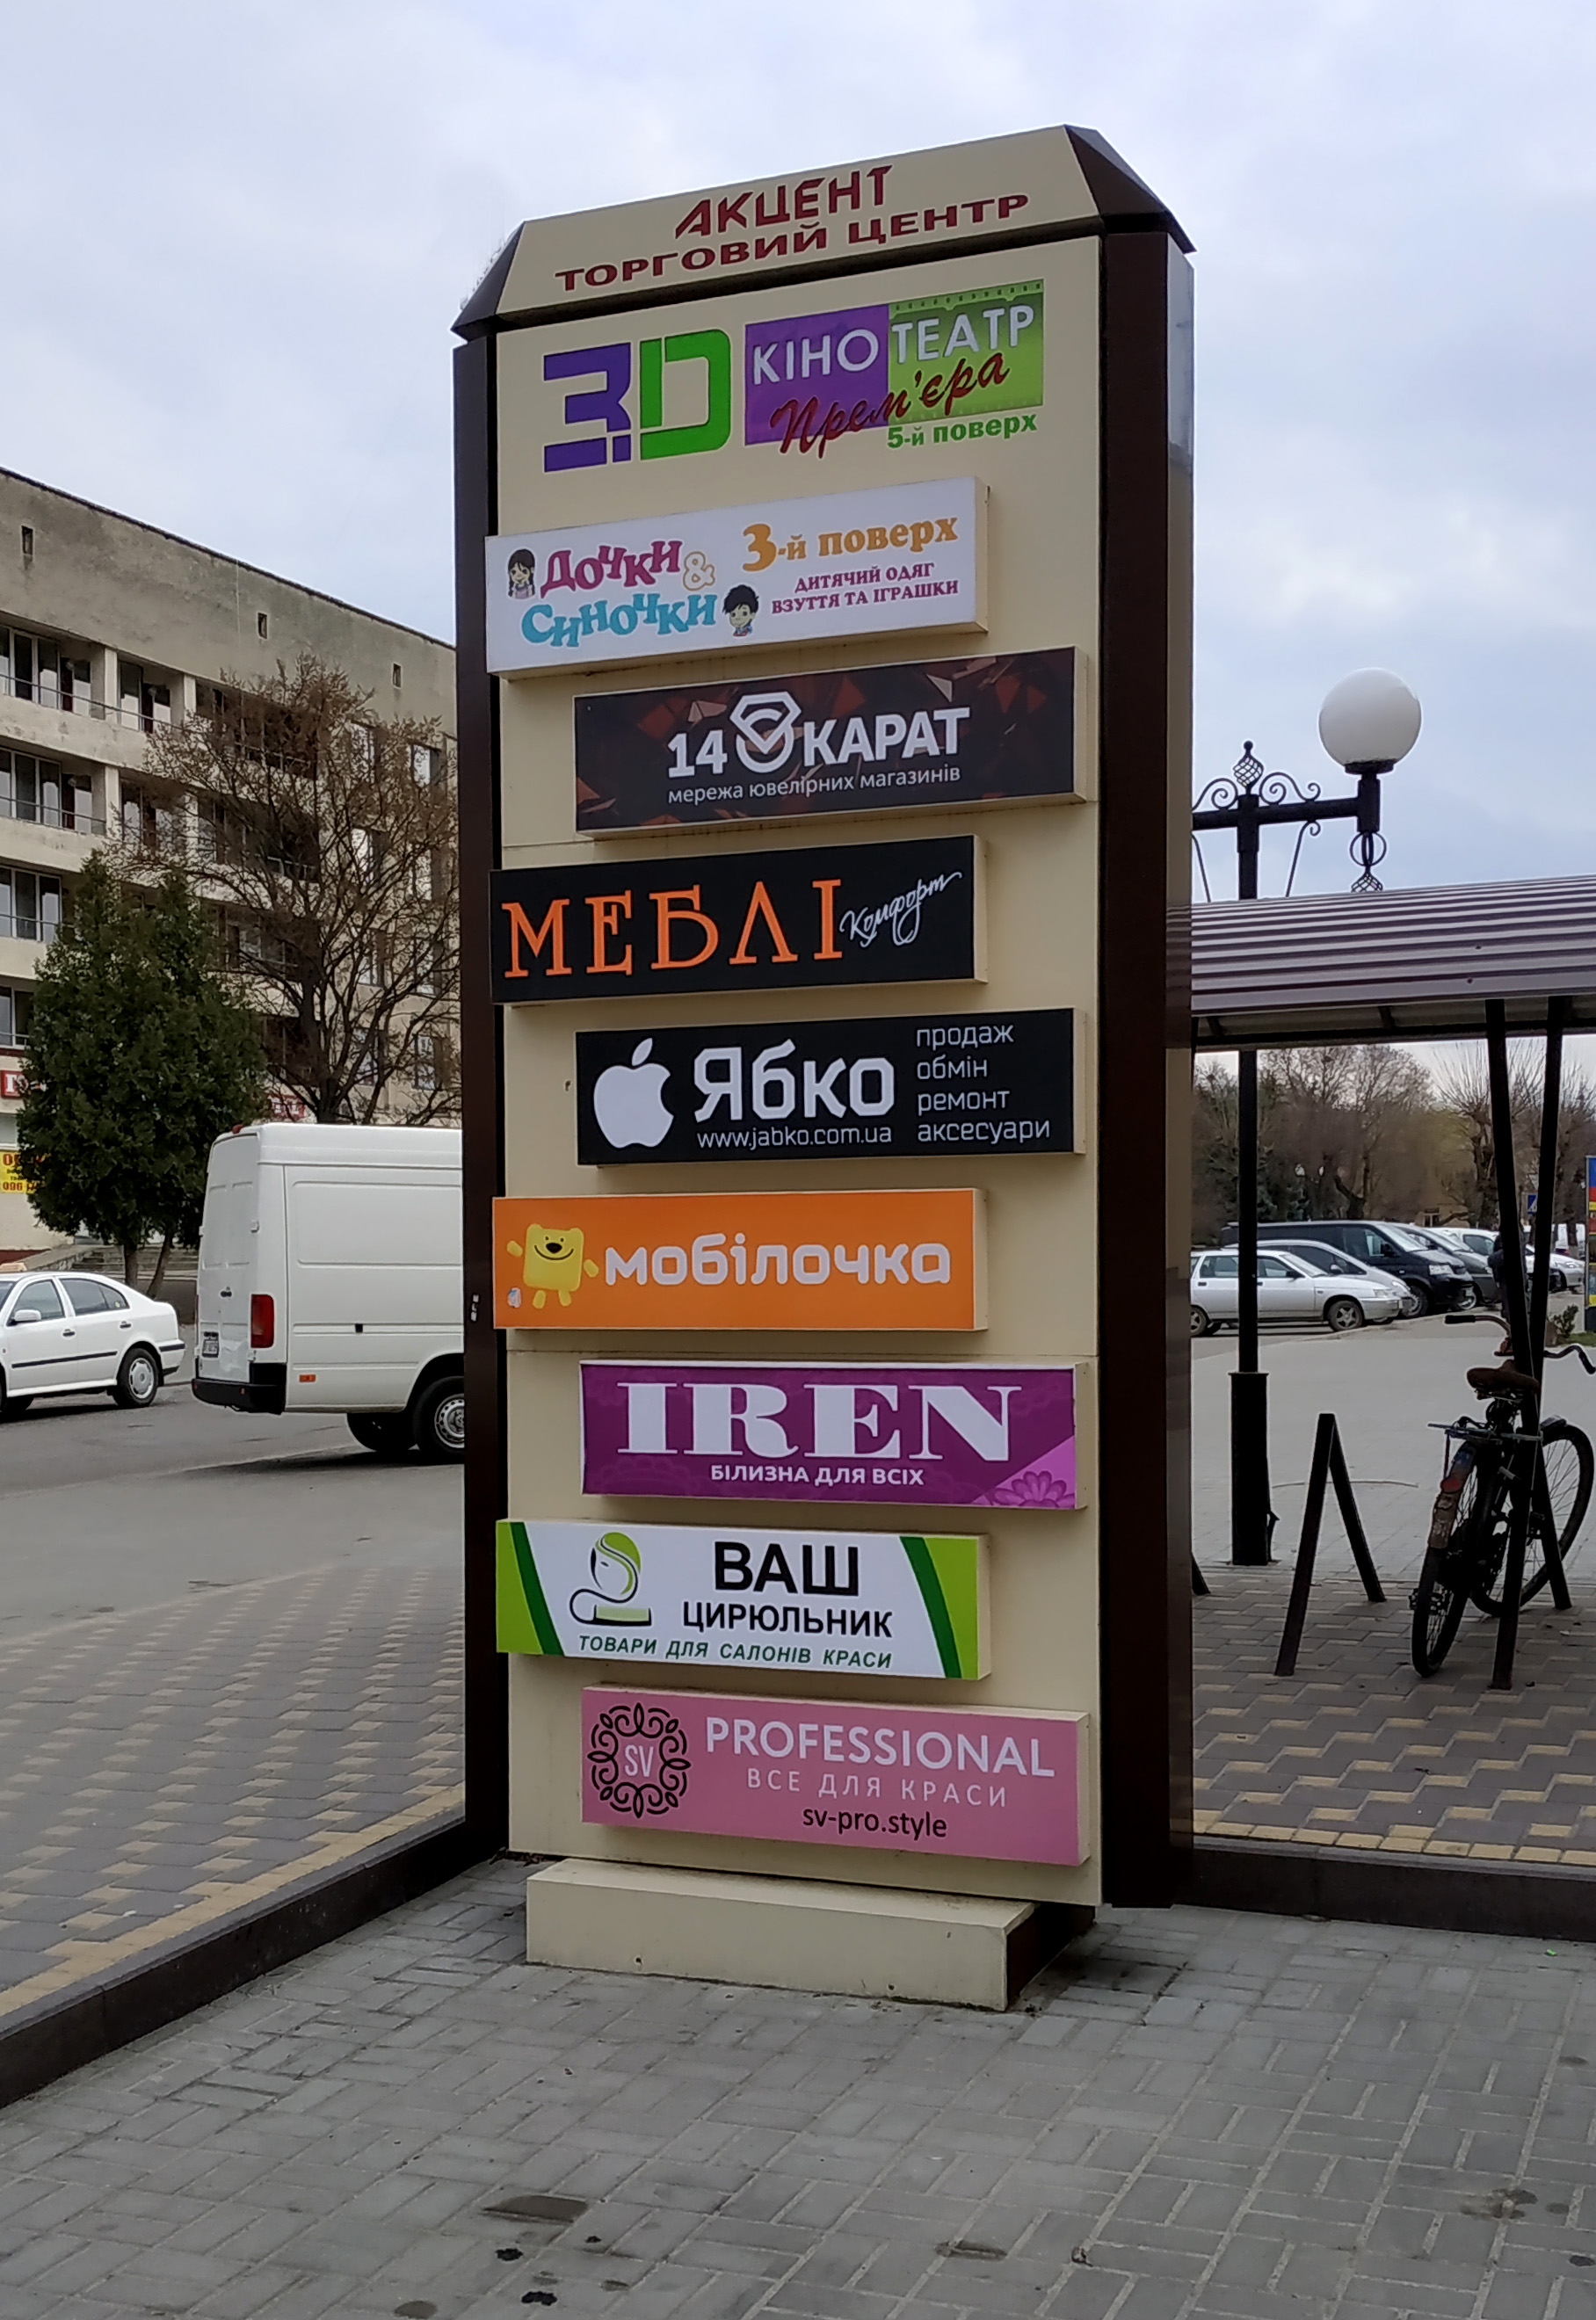 АКЦЕНТ
ТОРГОВИЙ ЦЕНТР
3D КІНОТЕАТР
Прем'єра
5-й поверх
ДОЧКИ &
СИНОЧКИ
3-й поверх
ДИТЯЧИЙ ОДЯГ
ВЗУТТЯ ТА ІГРАШКИ
14 КАРАТ
мережа ювелірних магазинів
МЕБЛІ Комфорт
Ябко
www.jabko.com.ua
продаж
обмін
ремонт
аксесуари
мобілочка
IREN
БІЛИЗНА ДЛЯ ВСІХ
ВАШ
ЦИРЮЛЬНИК
ТОВАРИ ДЛЯ САЛОНІВ КРАСИ
SV
PROFESSIONAL
ВСЕ ДЛЯ КРАСИ
sv-pro.style
096